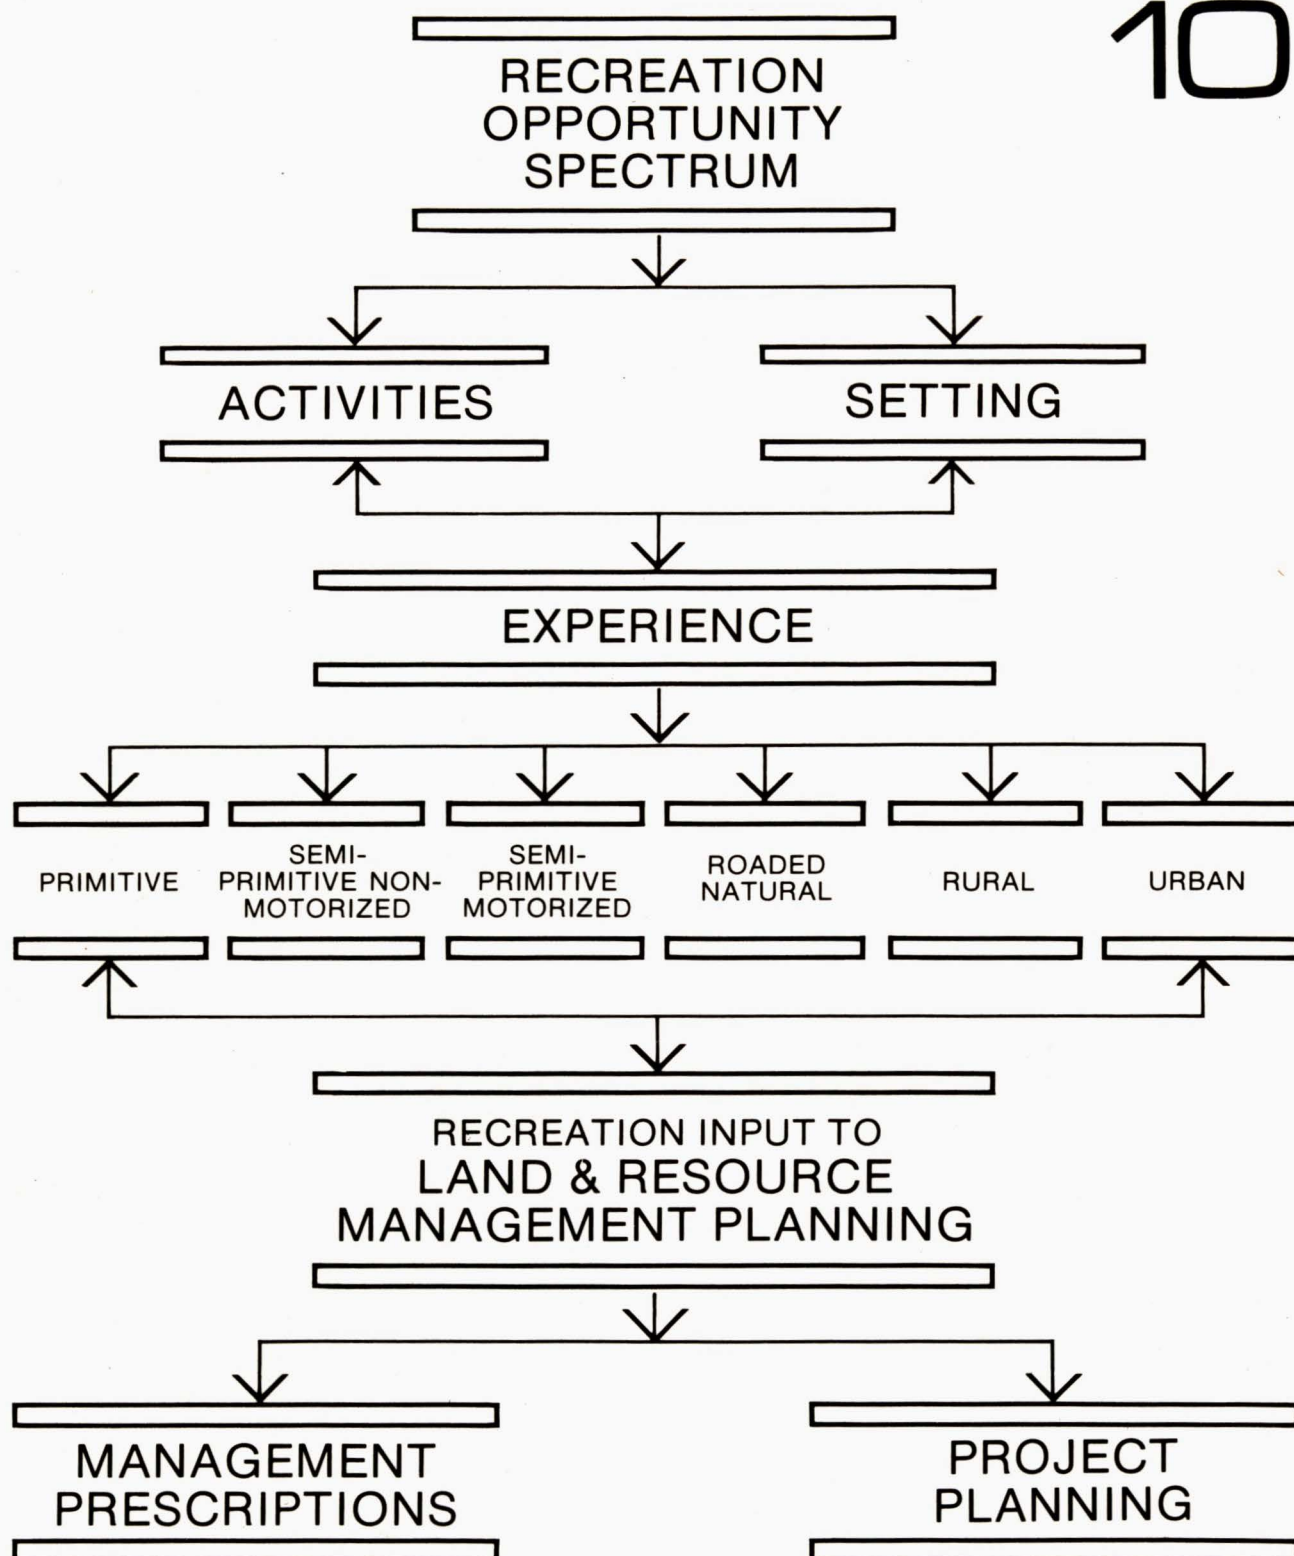 10
RECREATION
OPPORTUNITY
SPECTRUM
ACTIVITIES
SETTING
EXPERIENCE
PRIMITIVE
SEMI-
PRIMITIVE NON-
MOTORIZED
SEMI-
PRIMITIVE
MOTORIZED
ROADED
NATURAL
RURAL
URBAN
RECREATION INPUT TO
LAND & RESOURCE
MANAGEMENT PLANNING
MANAGEMENT
PRESCRIPTIONS
PROJECT
PLANNING